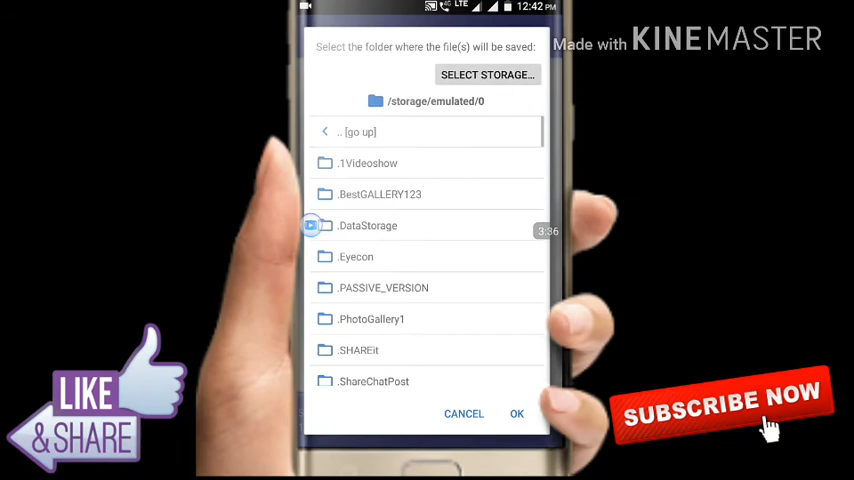 4G LTE 12:42 PM
Select the folder where the file(s) will be saved:
Made with KINEMASTER
SELECT STORAGE...
/storage/emulated/0
.. [go up]
.1Videoshow
.BestGALLERY123
.DataStorage
3:36
.Eyecon
.PASSIVE_VERSION
.PhotoGallery1
.SHAREit
.ShareChatPost
CANCEL OK
LIKE
& SHARE
SUBSCRIBE NOW